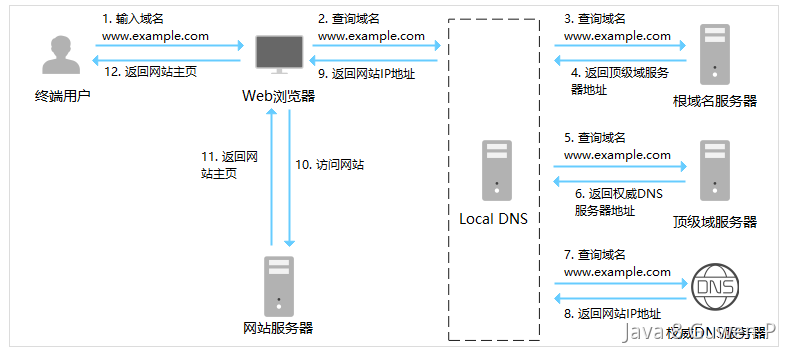 1. 输入域名
www.example.com
12. 返回网站主页
终端用户
Web浏览器
2. 查询域名
www.example.com
9. 返回网站IP地址
11. 返回网
站主页
10. 访问网站
网站服务器
Local DNS
3. 查询域名
www.example.com
4. 返回顶级域服务
器地址
根域名服务器
5. 查询域名
www.example.com
6. 返回权威DNS
服务器地址
顶级域服务器
7. 查询域名
www.example.com
8. 返回网站IP地址
DNS
权威DNS服务器